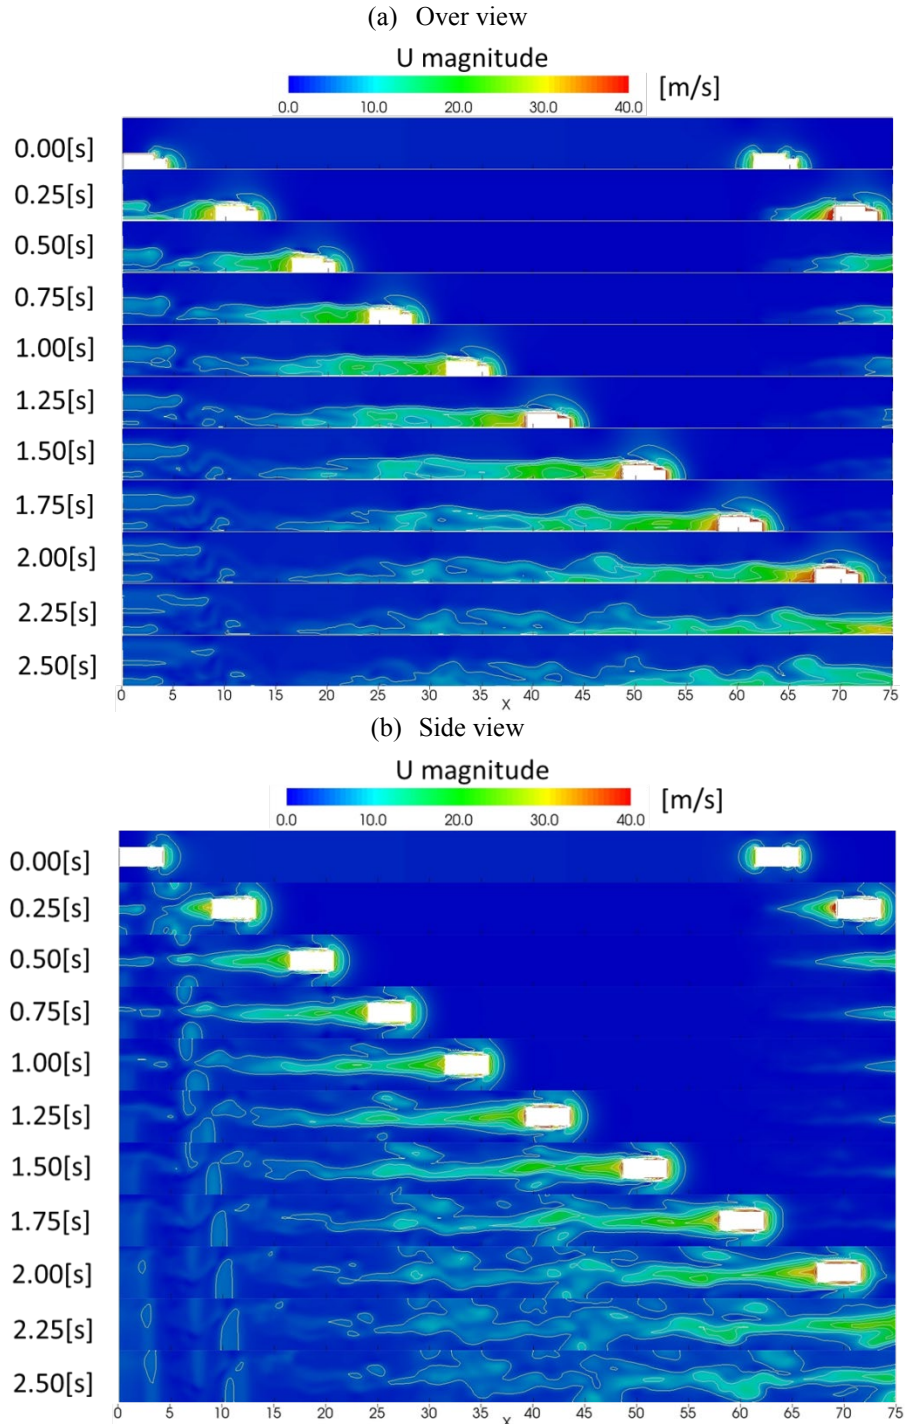 (a) Over view
U magnitude
0.0 10.0 20.0 30.0 40.0 [m/s]
0.00[s]
0.25[s]
0.50[s]
0.75[s]
1.00[s]
1.25[s]
1.50[s]
1.75[s]
2.00[s]
2.25[s]
2.50[s]
0 5 10 15 20 25 30 35 40 45 50 55 60 65 70 75
X
(b) Side view
U magnitude
0.0 10.0 20.0 30.0 40.0 [m/s]
0.00[s]
0.25[s]
0.50[s]
0.75[s]
1.00[s]
1.25[s]
1.50[s]
1.75[s]
2.00[s]
2.25[s]
2.50[s]
0 5 10 15 20 25 30 35 40 45 50 55 60 65 70 75
X